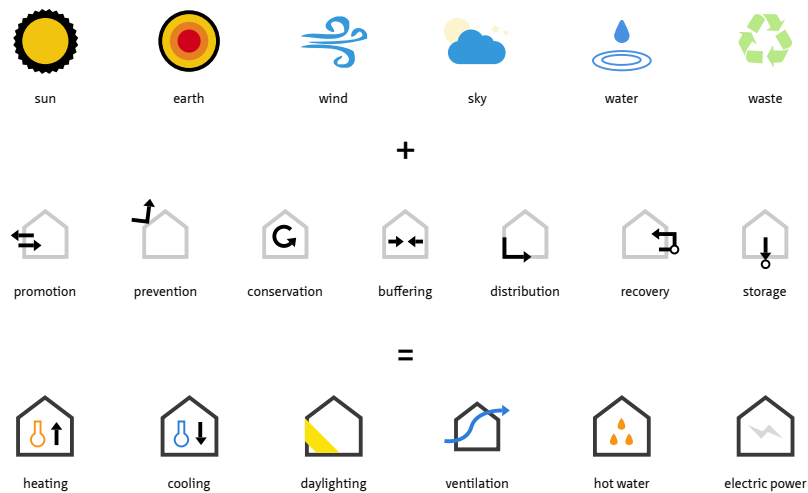 sun earth wind sky water waste
+
promotion prevention conservation buffering distribution recovery storage
=
heating cooling daylighting ventilation hot water electric power